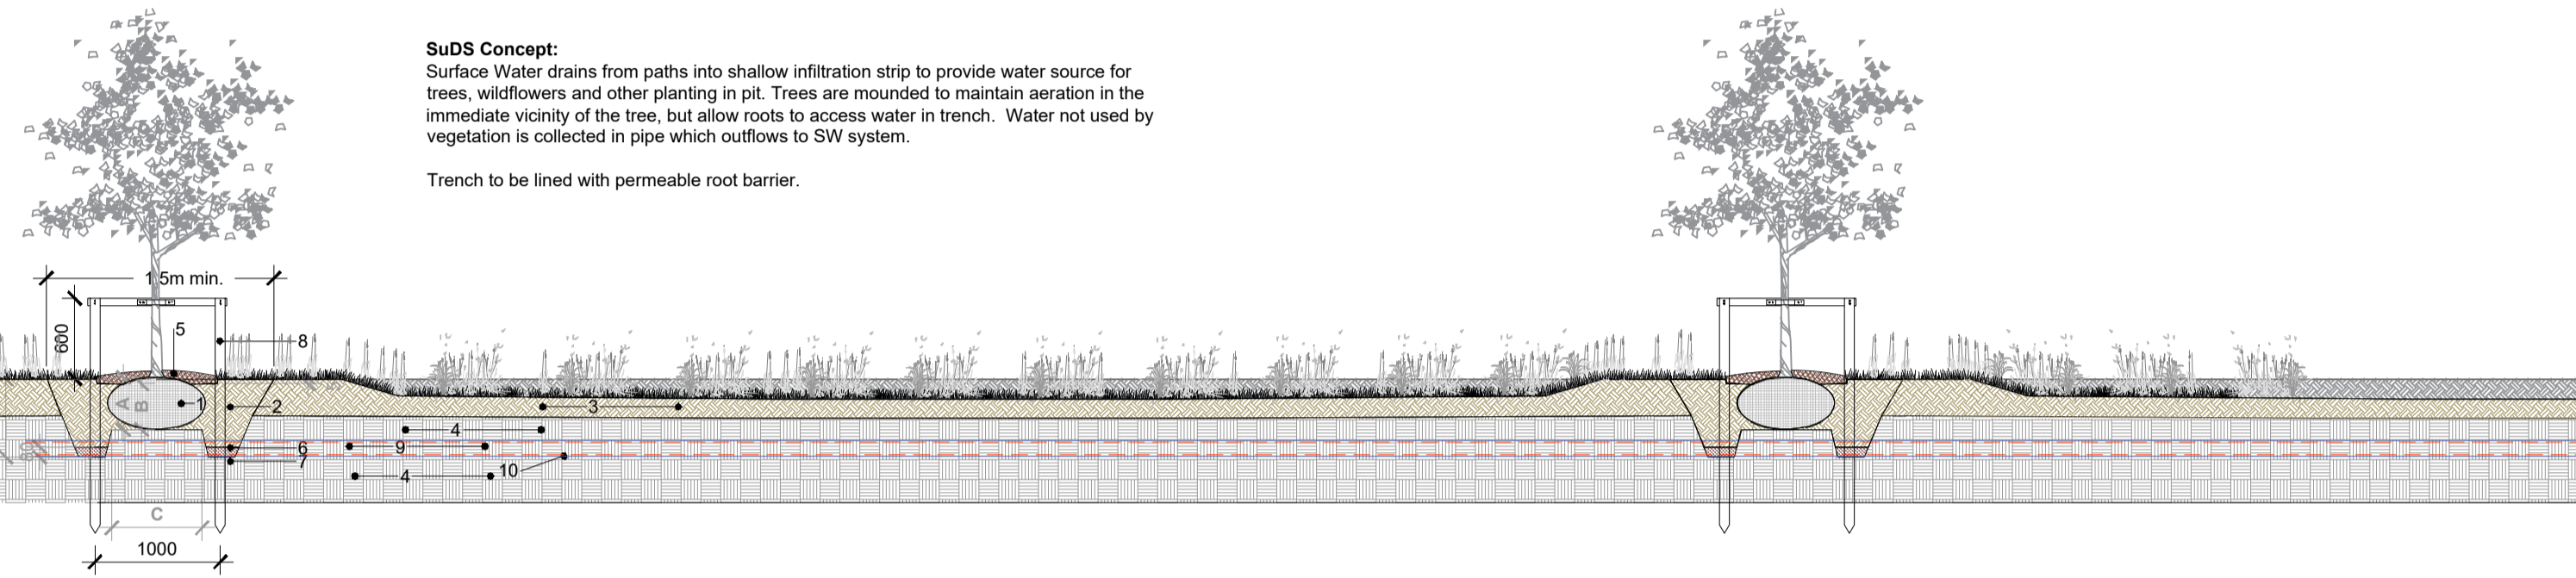 SuDS Concept:
Surface Water drains from paths into shallow infiltration strip to provide water source for
trees, wildflowers and other planting in pit. Trees are mounded to maintain aeration in the
immediate vicinity of the tree, but allow roots to access water in trench.  Water not used by
vegetation is collected in pipe which outflows to SW system.
Trench to be lined with permeable root barrier.
1.5m min.
600
5
8
A
B
1
2
3
4
6
9
7
4
10
C
1000